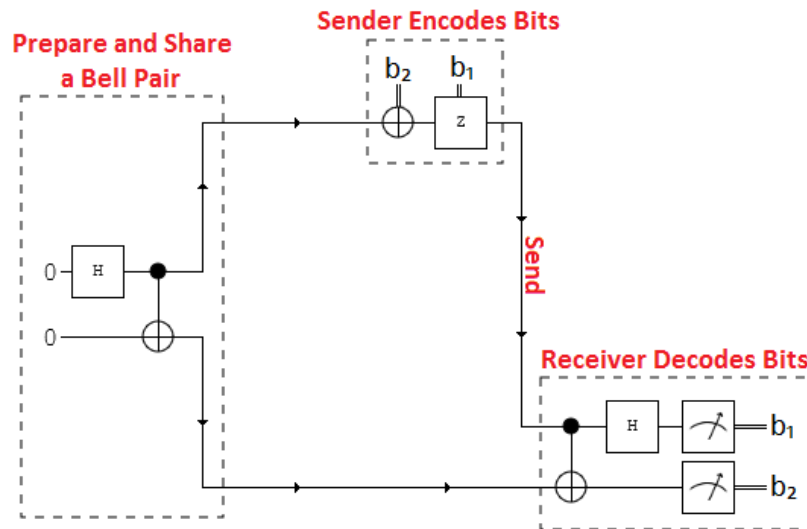 Sender Encodes Bits
Prepare and Share
a Bell Pair
b₂ b₁
Z
0 H
0
Send
Receiver Decodes Bits
H b₁
b₂